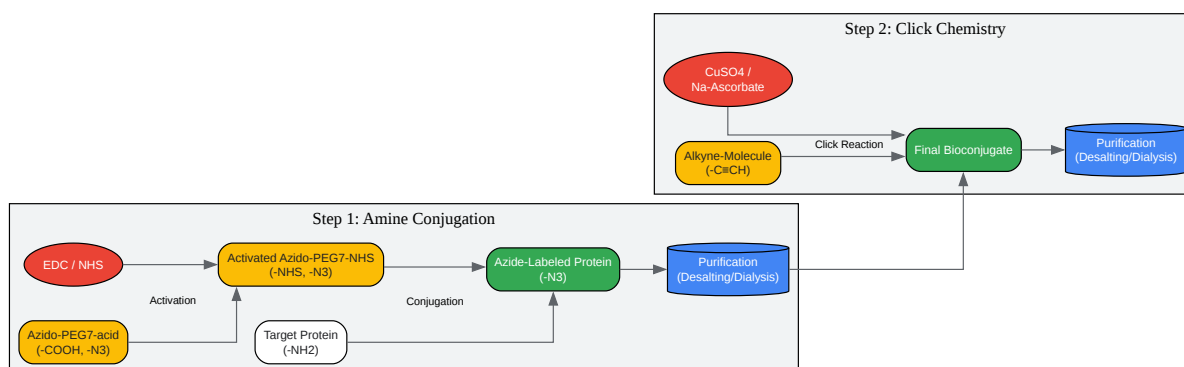 Step 2: Click Chemistry
CuSO4 /
Na-Ascorbate
Click Reaction
Alkyne-Molecule
(-C≡CH)
Final Bioconjugate
Purification
(Desalting/Dialysis)
Step 1: Amine Conjugation
EDC / NHS
Activated Azido-PEG7-NHS
(-NHS, -N3)
Azide-Labeled Protein
(-N3)
Purification
(Desalting/Dialysis)
Activation
Conjugation
Azido-PEG7-acid
(-COOH, -N3)
Target Protein
(-NH2)